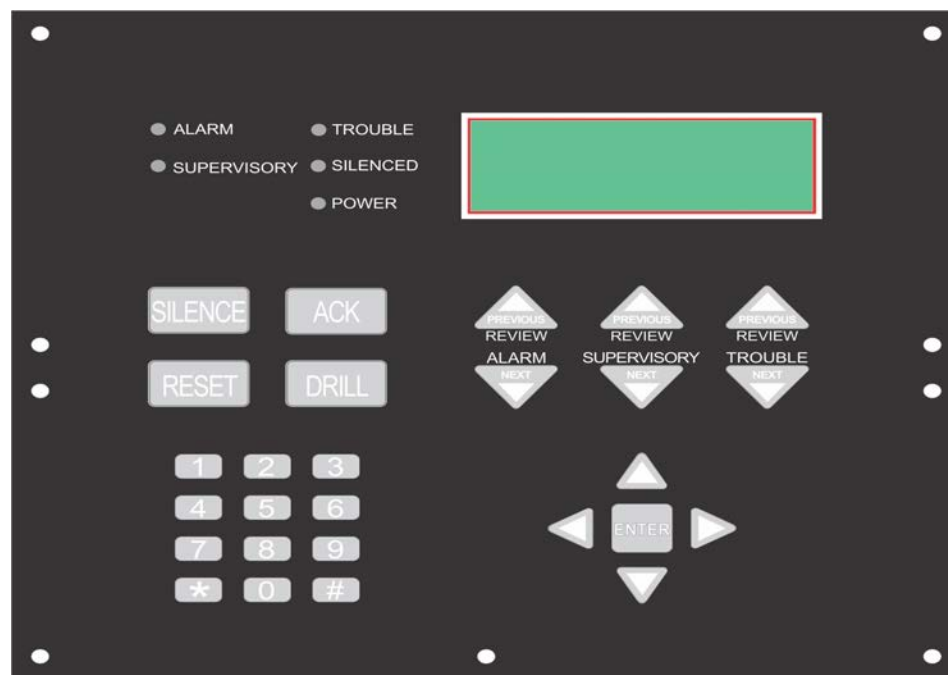 ALARM TROUBLE
SUPERVISORY SILENCED
POWER
SILENCE ACK
RESET DRILL
PREVIOUS PREVIOUS PREVIOUS
REVIEW REVIEW REVIEW
ALARM SUPERVISORY TROUBLE
NEXT NEXT NEXT
1 2 3
4 5 6
7 8 9
* 0 #
ENTER